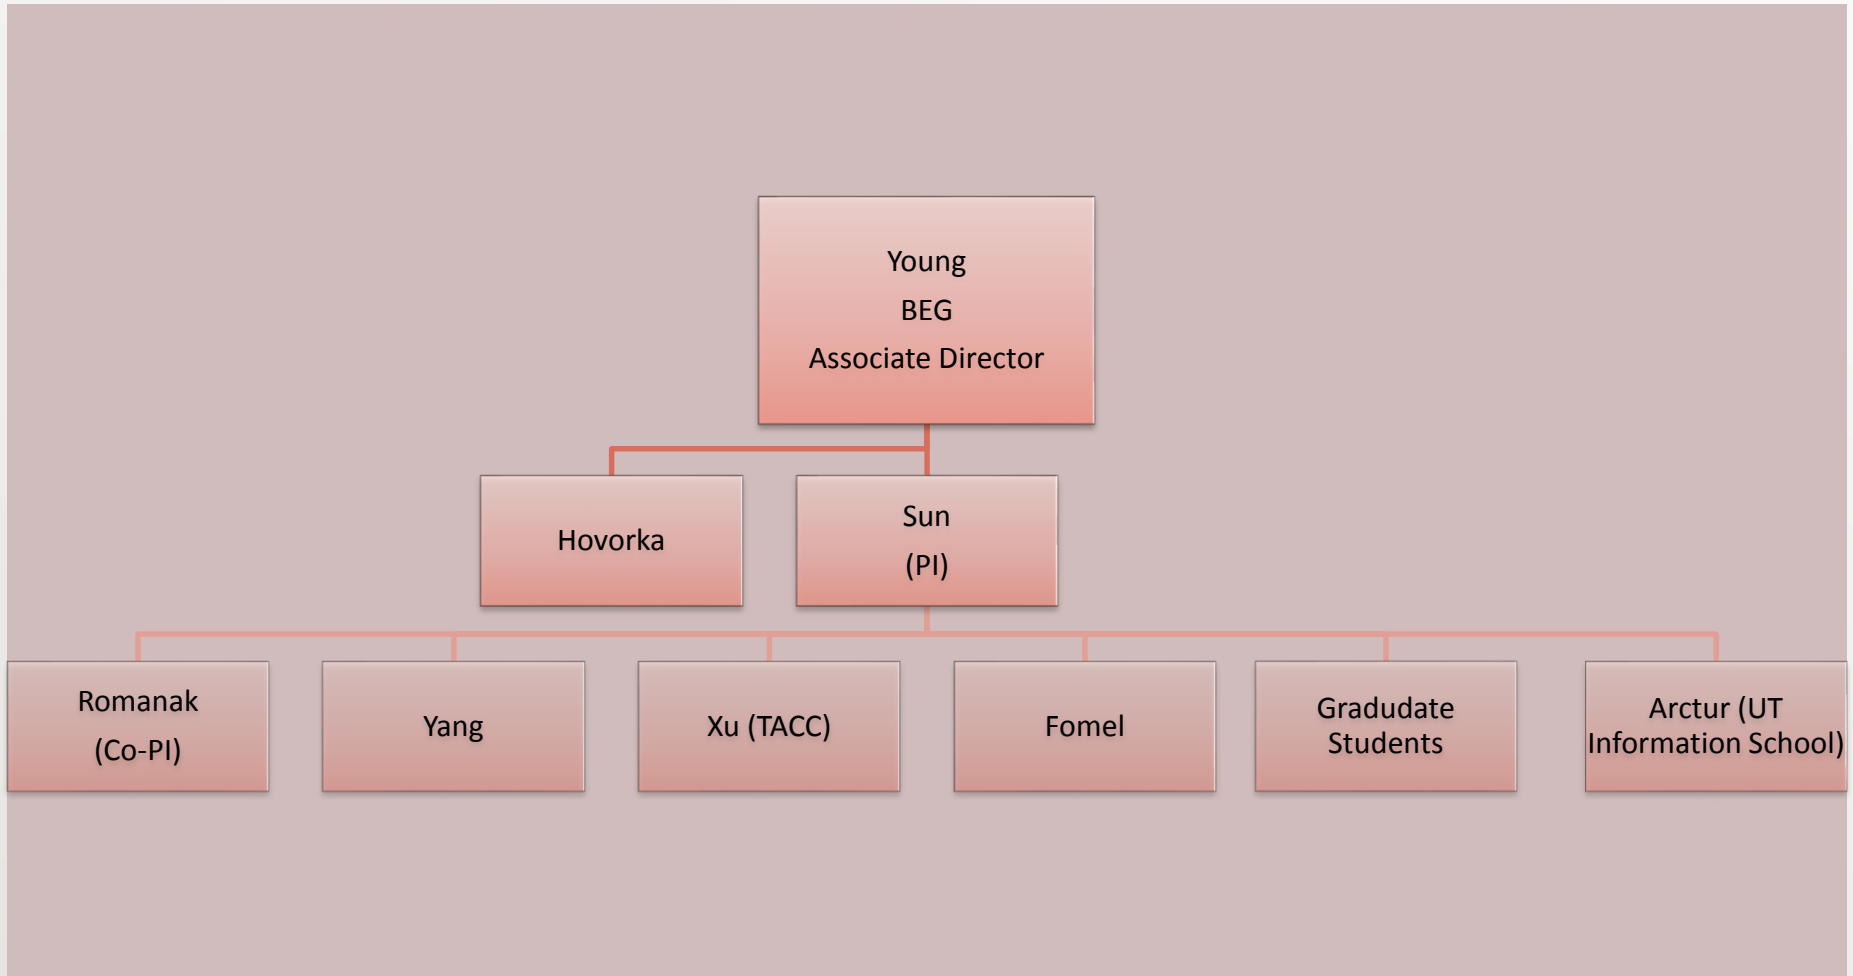 Young
BEG
Associate Director
Hovorka
Sun
(PI)
Romanak
(Co-PI)
Yang
Xu (TACC)
Fomel
Gradudate
Students
Arctur (UT
Information School)